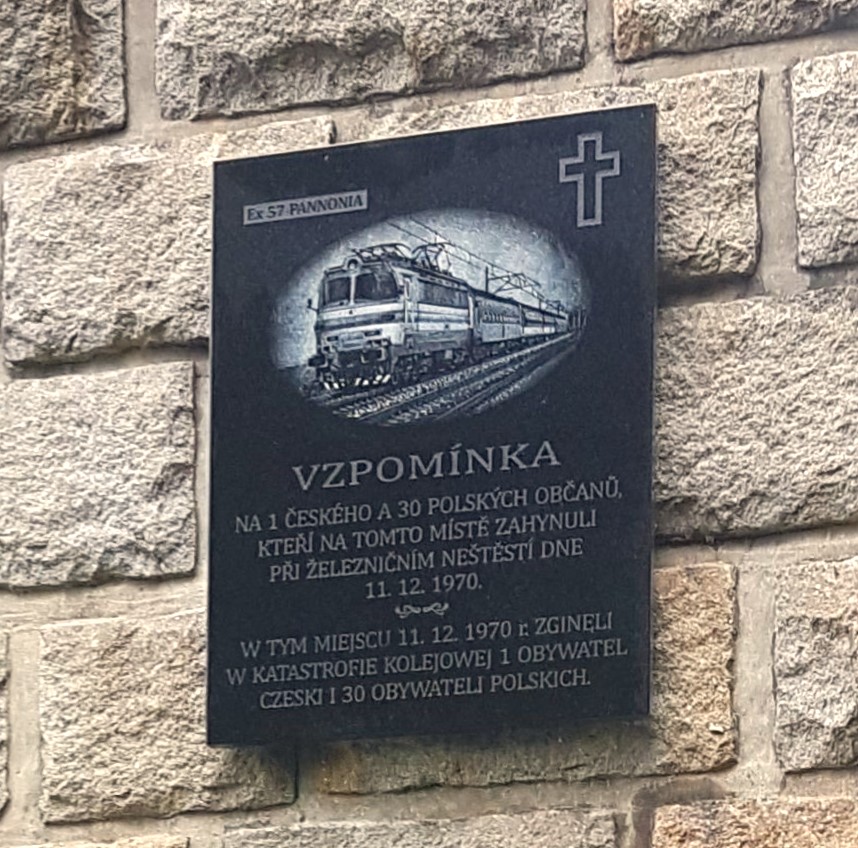 Ex 57 PANNONIA
VZPOMÍNKA
NA 1 ČESKÉHO A 30 POLSKÝCH OBČANŮ,
KTEŘÍ NA TOMTO MÍSTĚ ZAHYNULI
PŘI ŽELEZNIČNÍM NEŠTĚSTÍ DNE
11. 12. 1970.
W TYM MIEJSCU 11. 12. 1970 r. ZGINĘLI
W KATASTROFIE KOLEJOWEJ 1 OBYWATEL
CZESKI I 30 OBYWATELI POLSKICH.